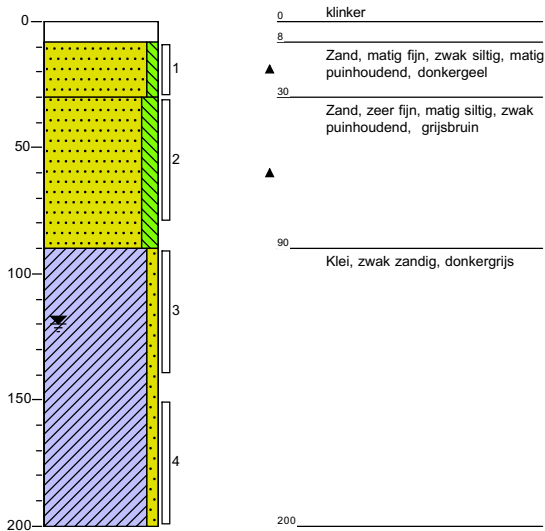 0
50
100
150
200
1
2
3
4
0
klinker
8
Zand, matig fijn, zwak siltig, matig
puinhoudend, donkergeel
30
Zand, zeer fijn, matig siltig, zwak
puinhoudend, grijsbruin
90
Klei, zwak zandig, donkergrijs
200